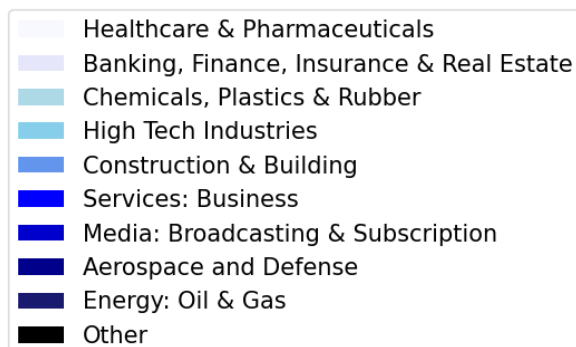 Healthcare & Pharmaceuticals
Banking, Finance, Insurance & Real Estate
Chemicals, Plastics & Rubber
High Tech Industries
Construction & Building
Services: Business
Media: Broadcasting & Subscription
Aerospace and Defense
Energy: Oil & Gas
Other